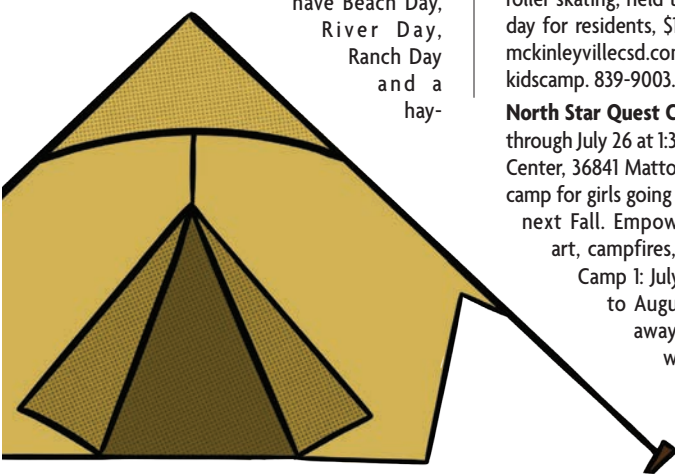 have Beach Day,
River Day,
Ranch Day
and a
hay-
roller skating, field t
day for residents, $1
mckinleyvillecsd.com
kidscamp. 839-9003.
North Star Quest C
through July 26 at 1:3
Center, 36841 Matto
camp for girls going
next Fall. Empow
art, campfires,
Camp 1: July
to Augu
away
w